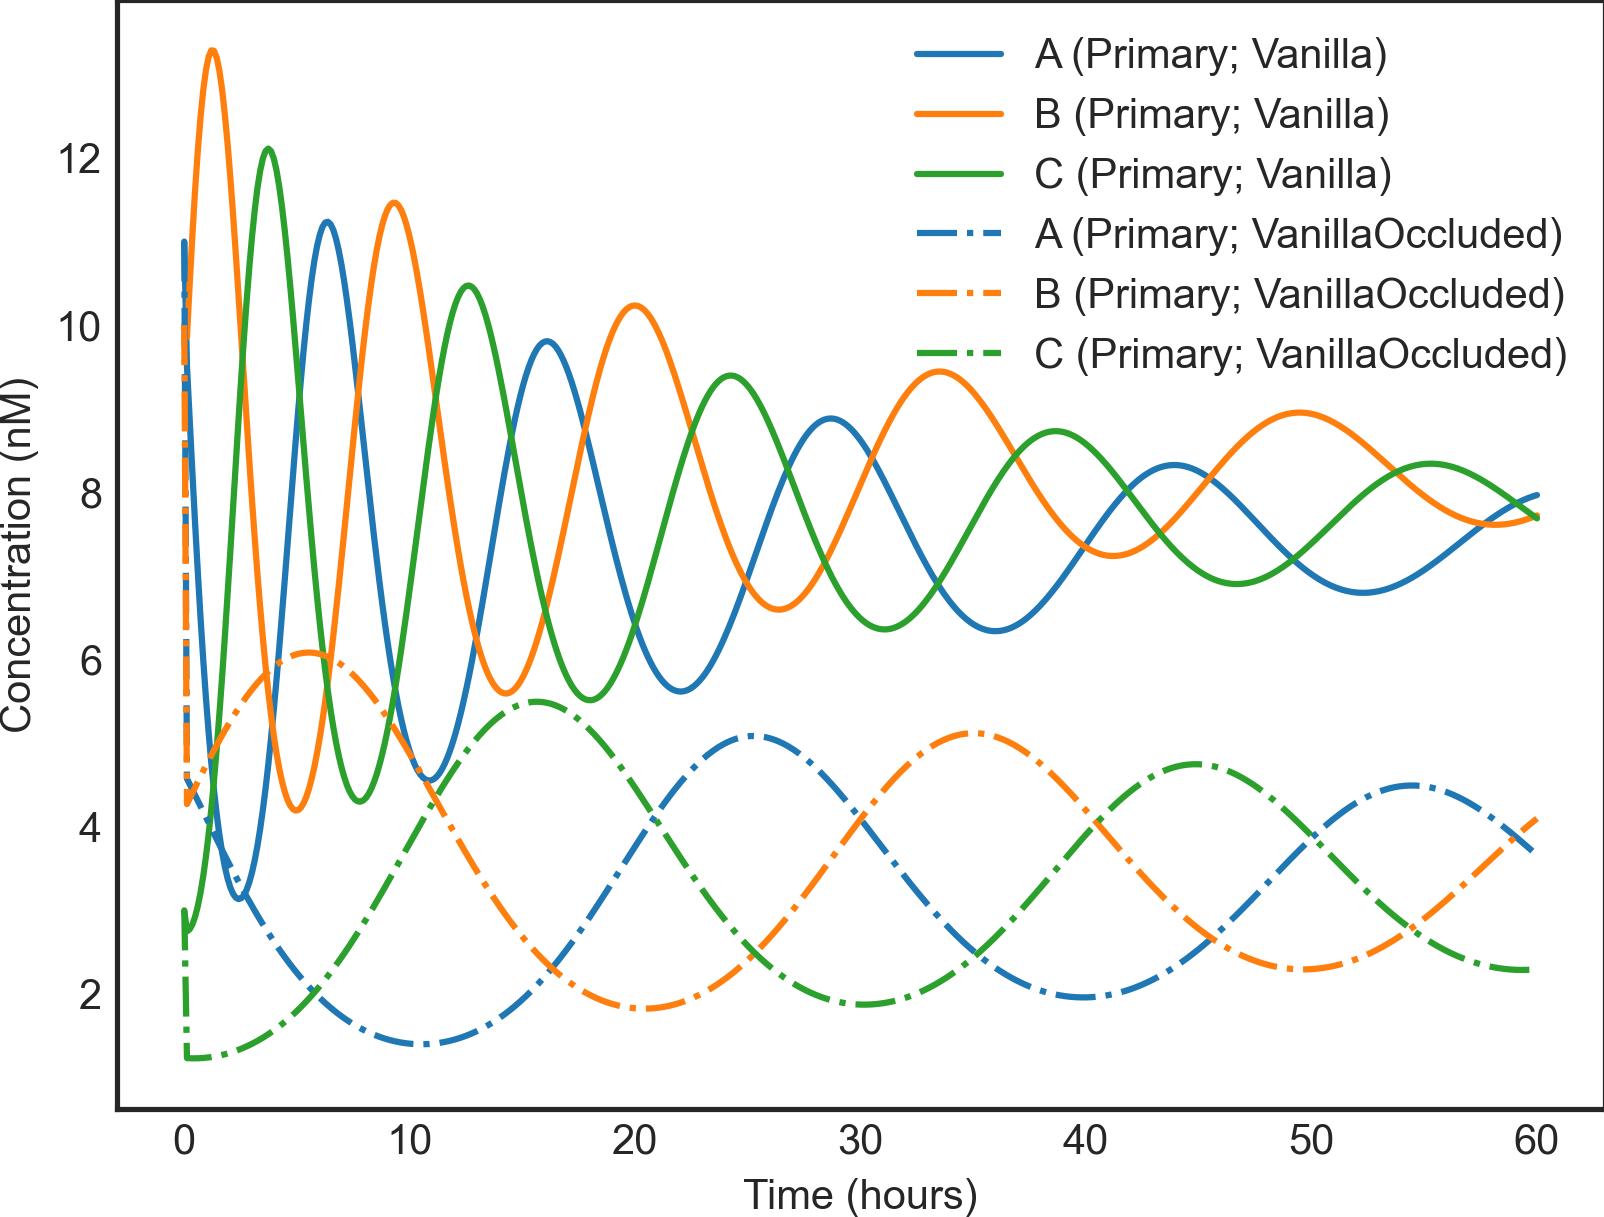 A (Primary; Vanilla)
B (Primary; Vanilla)
C (Primary; Vanilla)
A (Primary; VanillaOccluded)
B (Primary; VanillaOccluded)
C (Primary; VanillaOccluded)
Concentration (nM)
12
10
8
6
4
2
0 10 20 30 40 50 60
Time (hours)